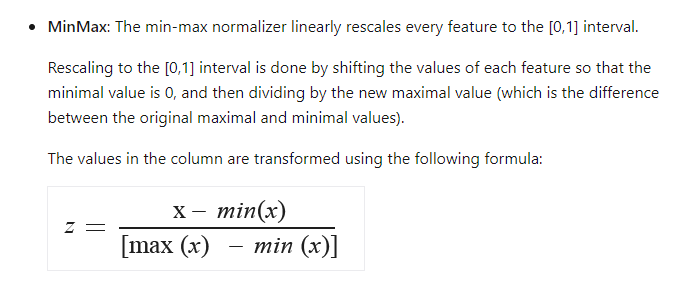 • MinMax: The min-max normalizer linearly rescales every feature to the [0,1] interval.
Rescaling to the [0,1] interval is done by shifting the values of each feature so that the
minimal value is 0, and then dividing by the new maximal value (which is the difference
between the original maximal and minimal values).
The values in the column are transformed using the following formula:
z = x − min(x)
[max (x) − min (x)]